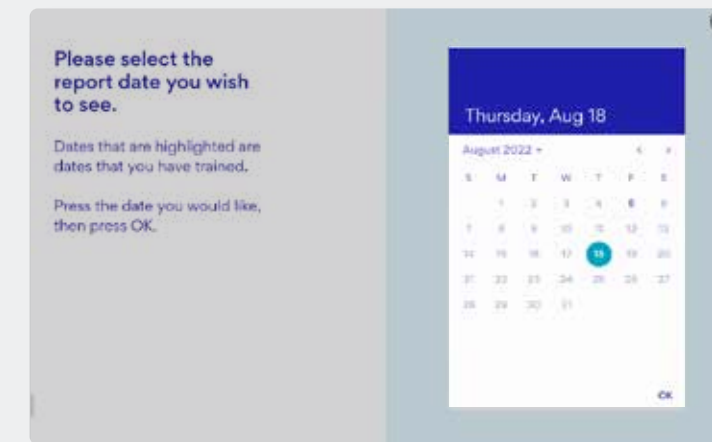 Please select the
report date you wish
to see.
Dates that are highlighted are
dates that you have trained.
Press the date you would like,
then press OK.
Thursday, Aug 18
August 2022
S M T W T F S
1 2 3 4 5 6
7 8 9 10 11 12 13
14 15 16 17 18 19 20
21 22 23 24 25 26 27
28 29 30 31
OK